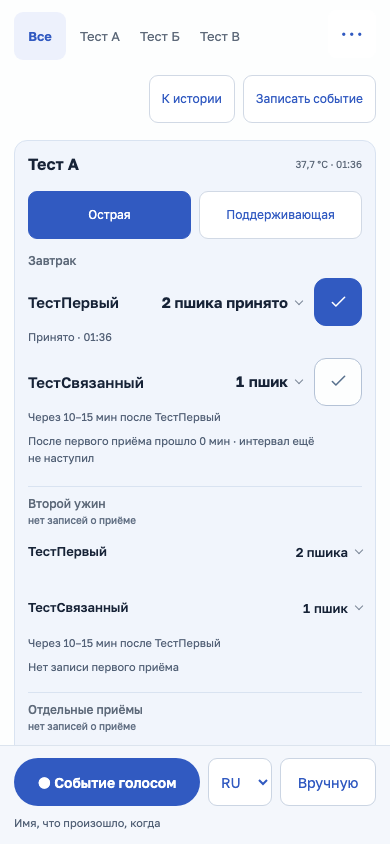 Все Тест А Тест Б Тест В
К истории Записать событие
Тест А 37,7 °C · 01:36
Острая Поддерживающая
Завтрак
ТестПервый 2 пшика принято
Принято · 01:36
ТестСвязанный 1 пшик
Через 10–15 мин после ТестПервый
После первого приёма прошло 0 мин · интервал ещё
не наступил
Второй ужин
нет записей о приёме
ТестПервый 2 пшика
ТестСвязанный 1 пшик
Через 10–15 мин после ТестПервый
Нет записи первого приёма
Отдельные приёмы
нет записей о приёме
Событие голосом RU Вручную
Имя, что произошло, когда